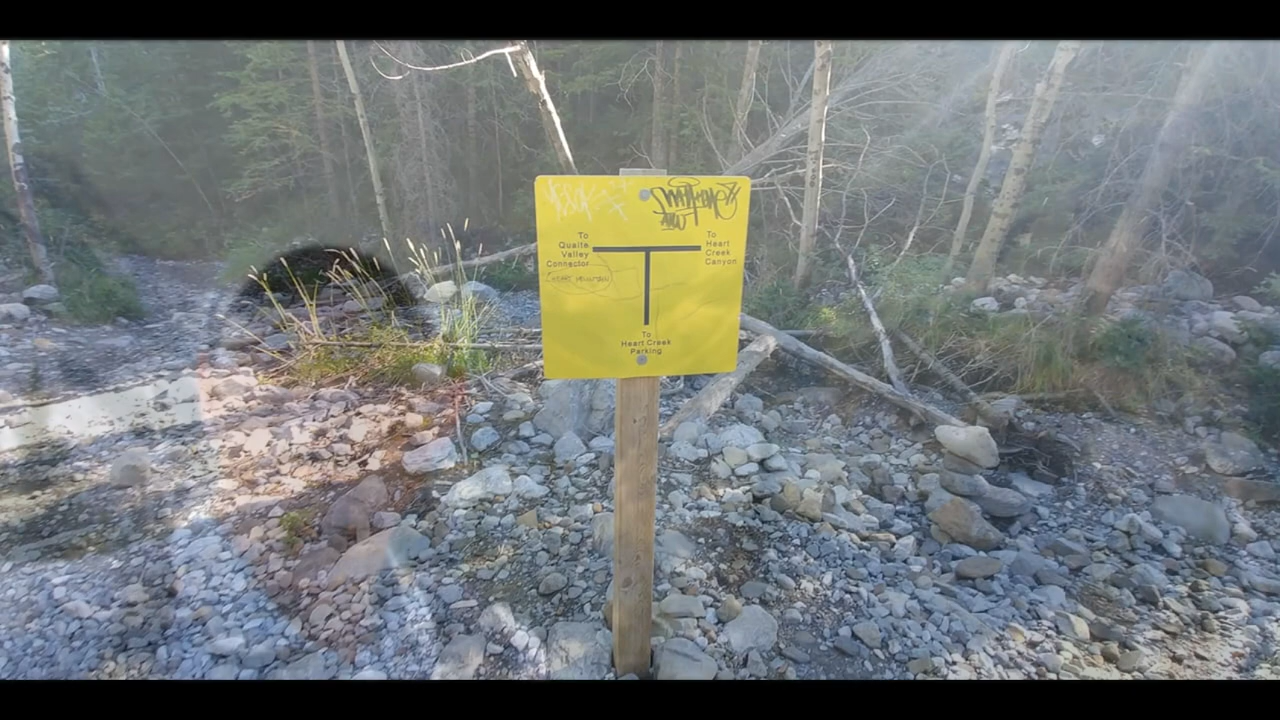 To
Quaite
Valley
Connector
To
Heart
Creek
Canyon
To
Heart Creek
Parking